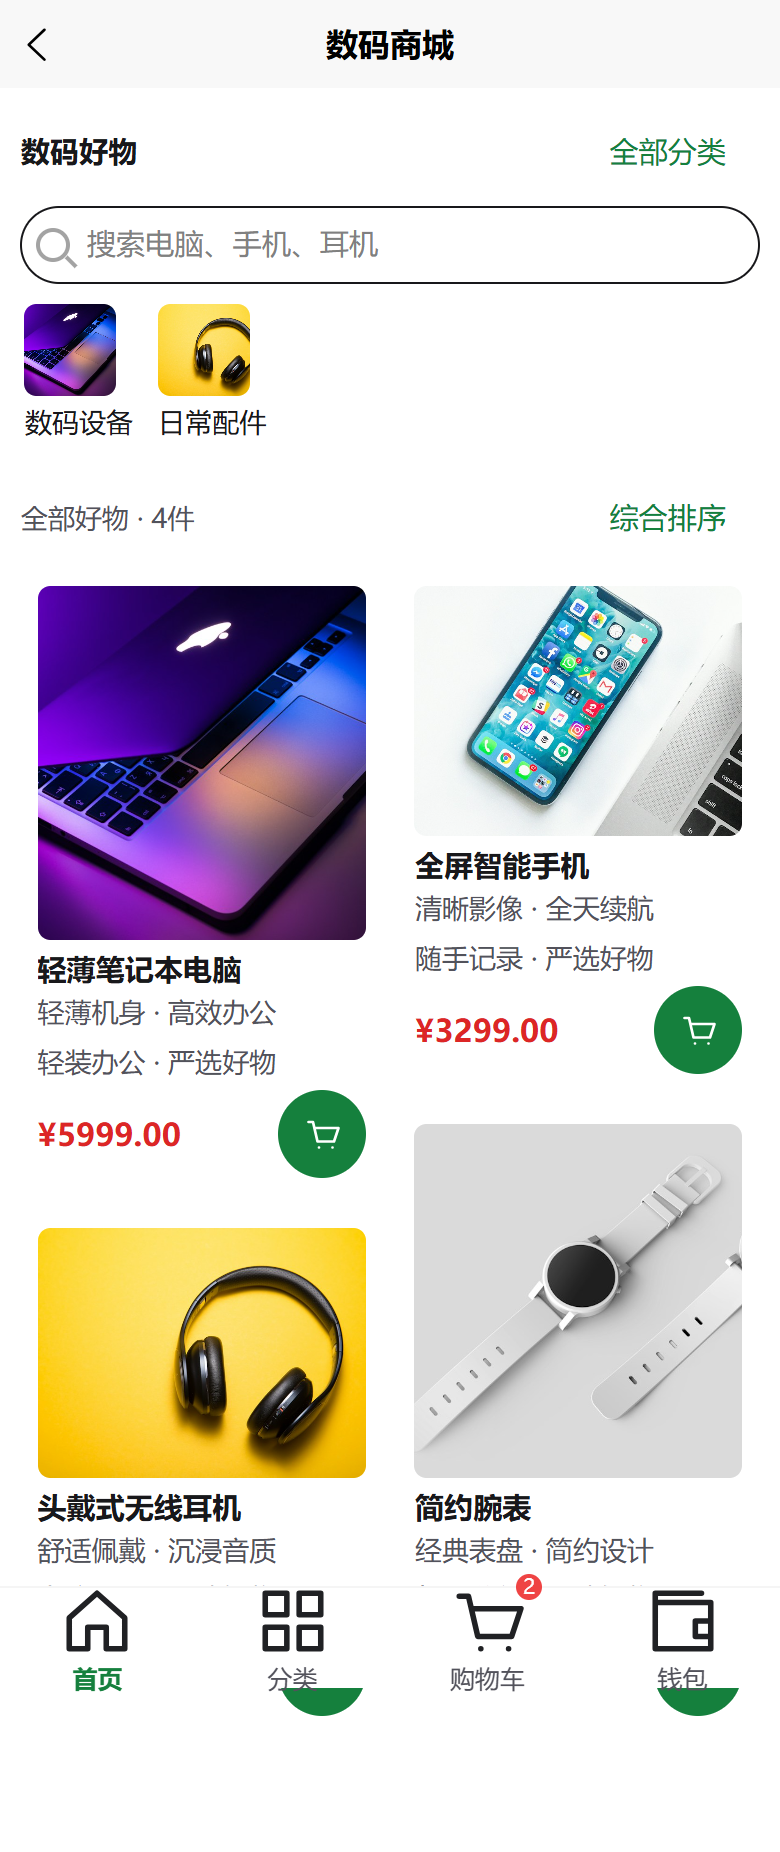 数码商城
数码好物
全部分类
搜索电脑、手机、耳机
数码设备
日常配件
全部好物 · 4件
综合排序
轻薄笔记本电脑
轻薄机身 · 高效办公
轻装办公 · 严选好物
¥5999.00
全屏智能手机
清晰影像 · 全天续航
随手记录 · 严选好物
¥3299.00
头戴式无线耳机
舒适佩戴 · 沉浸音质
简约腕表
经典表盘 · 简约设计
首页
分类
2
购物车
钱包